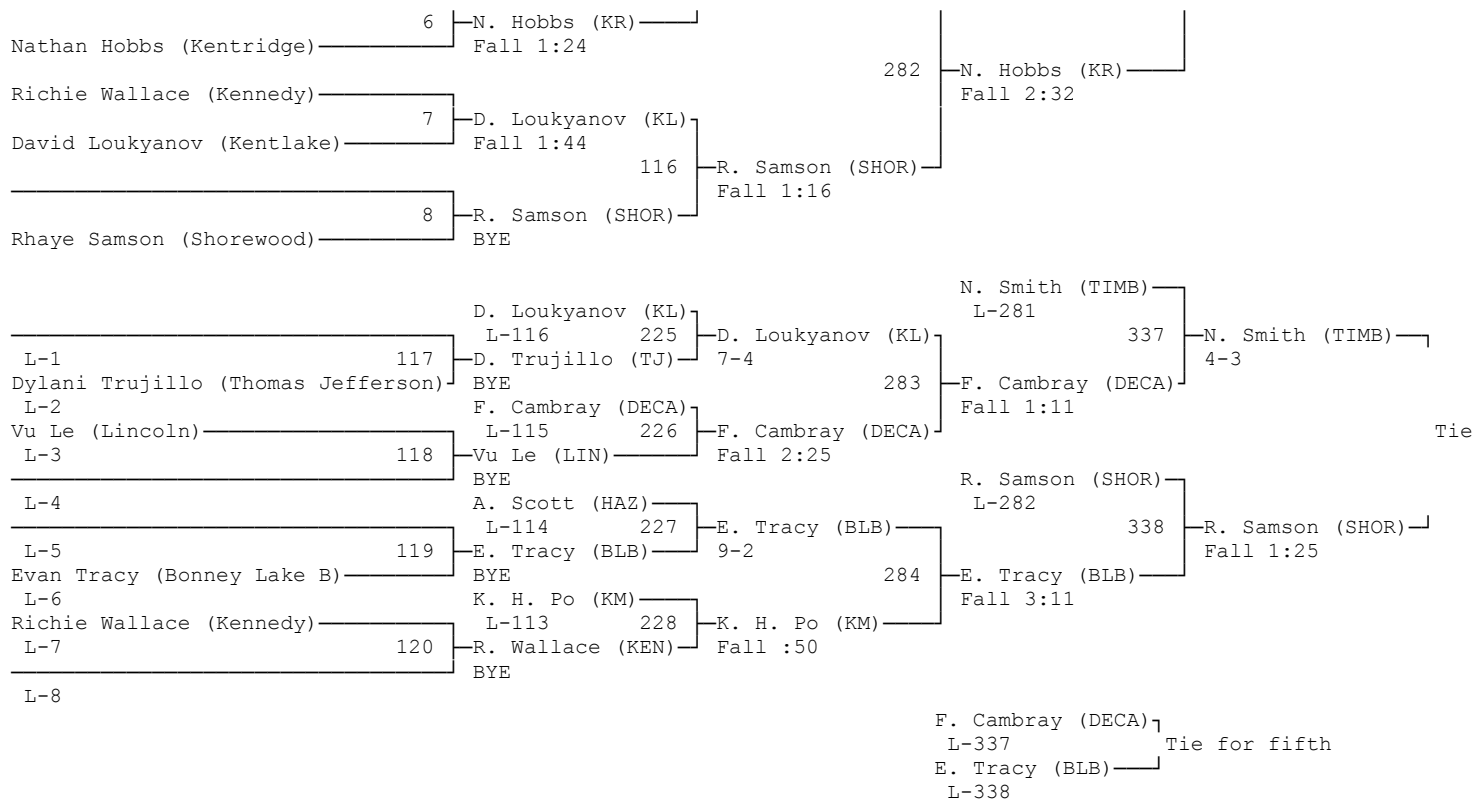 6 N. Hobbs (KR)
Nathan Hobbs (Kentridge) Fall 1:24
282 N. Hobbs (KR)
Richie Wallace (Kennedy) Fall 2:32
7 D. Loukyanov (KL)
David Loukyanov (Kentlake) Fall 1:44
116 R. Samson (SHOR)
Fall 1:16
8 R. Samson (SHOR)
Rhaye Samson (Shorewood) BYE
N. Smith (TIMB)
D. Loukyanov (KL) L-281
L-116 225 D. Loukyanov (KL) 337 N. Smith (TIMB)
L-1 117 D. Trujillo (TJ) 7-4 4-3
Dylani Trujillo (Thomas Jefferson) BYE 283 F. Cambray (DECA)
L-2 F. Cambray (DECA) Fall 1:11
Vu Le (Lincoln) L-115 226 F. Cambray (DECA) Tie
L-3 118 Vu Le (LIN) Fall 2:25
BYE R. Samson (SHOR)
L-4 A. Scott (HAZ) L-282
L-114 227 E. Tracy (BLB) 338 R. Samson (SHOR)
L-5 119 E. Tracy (BLB) 9-2 Fall 1:25
Evan Tracy (Bonney Lake B) BYE 284 E. Tracy (BLB)
L-6 K. H. Po (KM) Fall 3:11
Richie Wallace (Kennedy) L-113 228 K. H. Po (KM)
L-7 120 R. Wallace (KEN) Fall :50
BYE
L-8
F. Cambray (DECA)
L-337 Tie for fifth
E. Tracy (BLB)
L-338